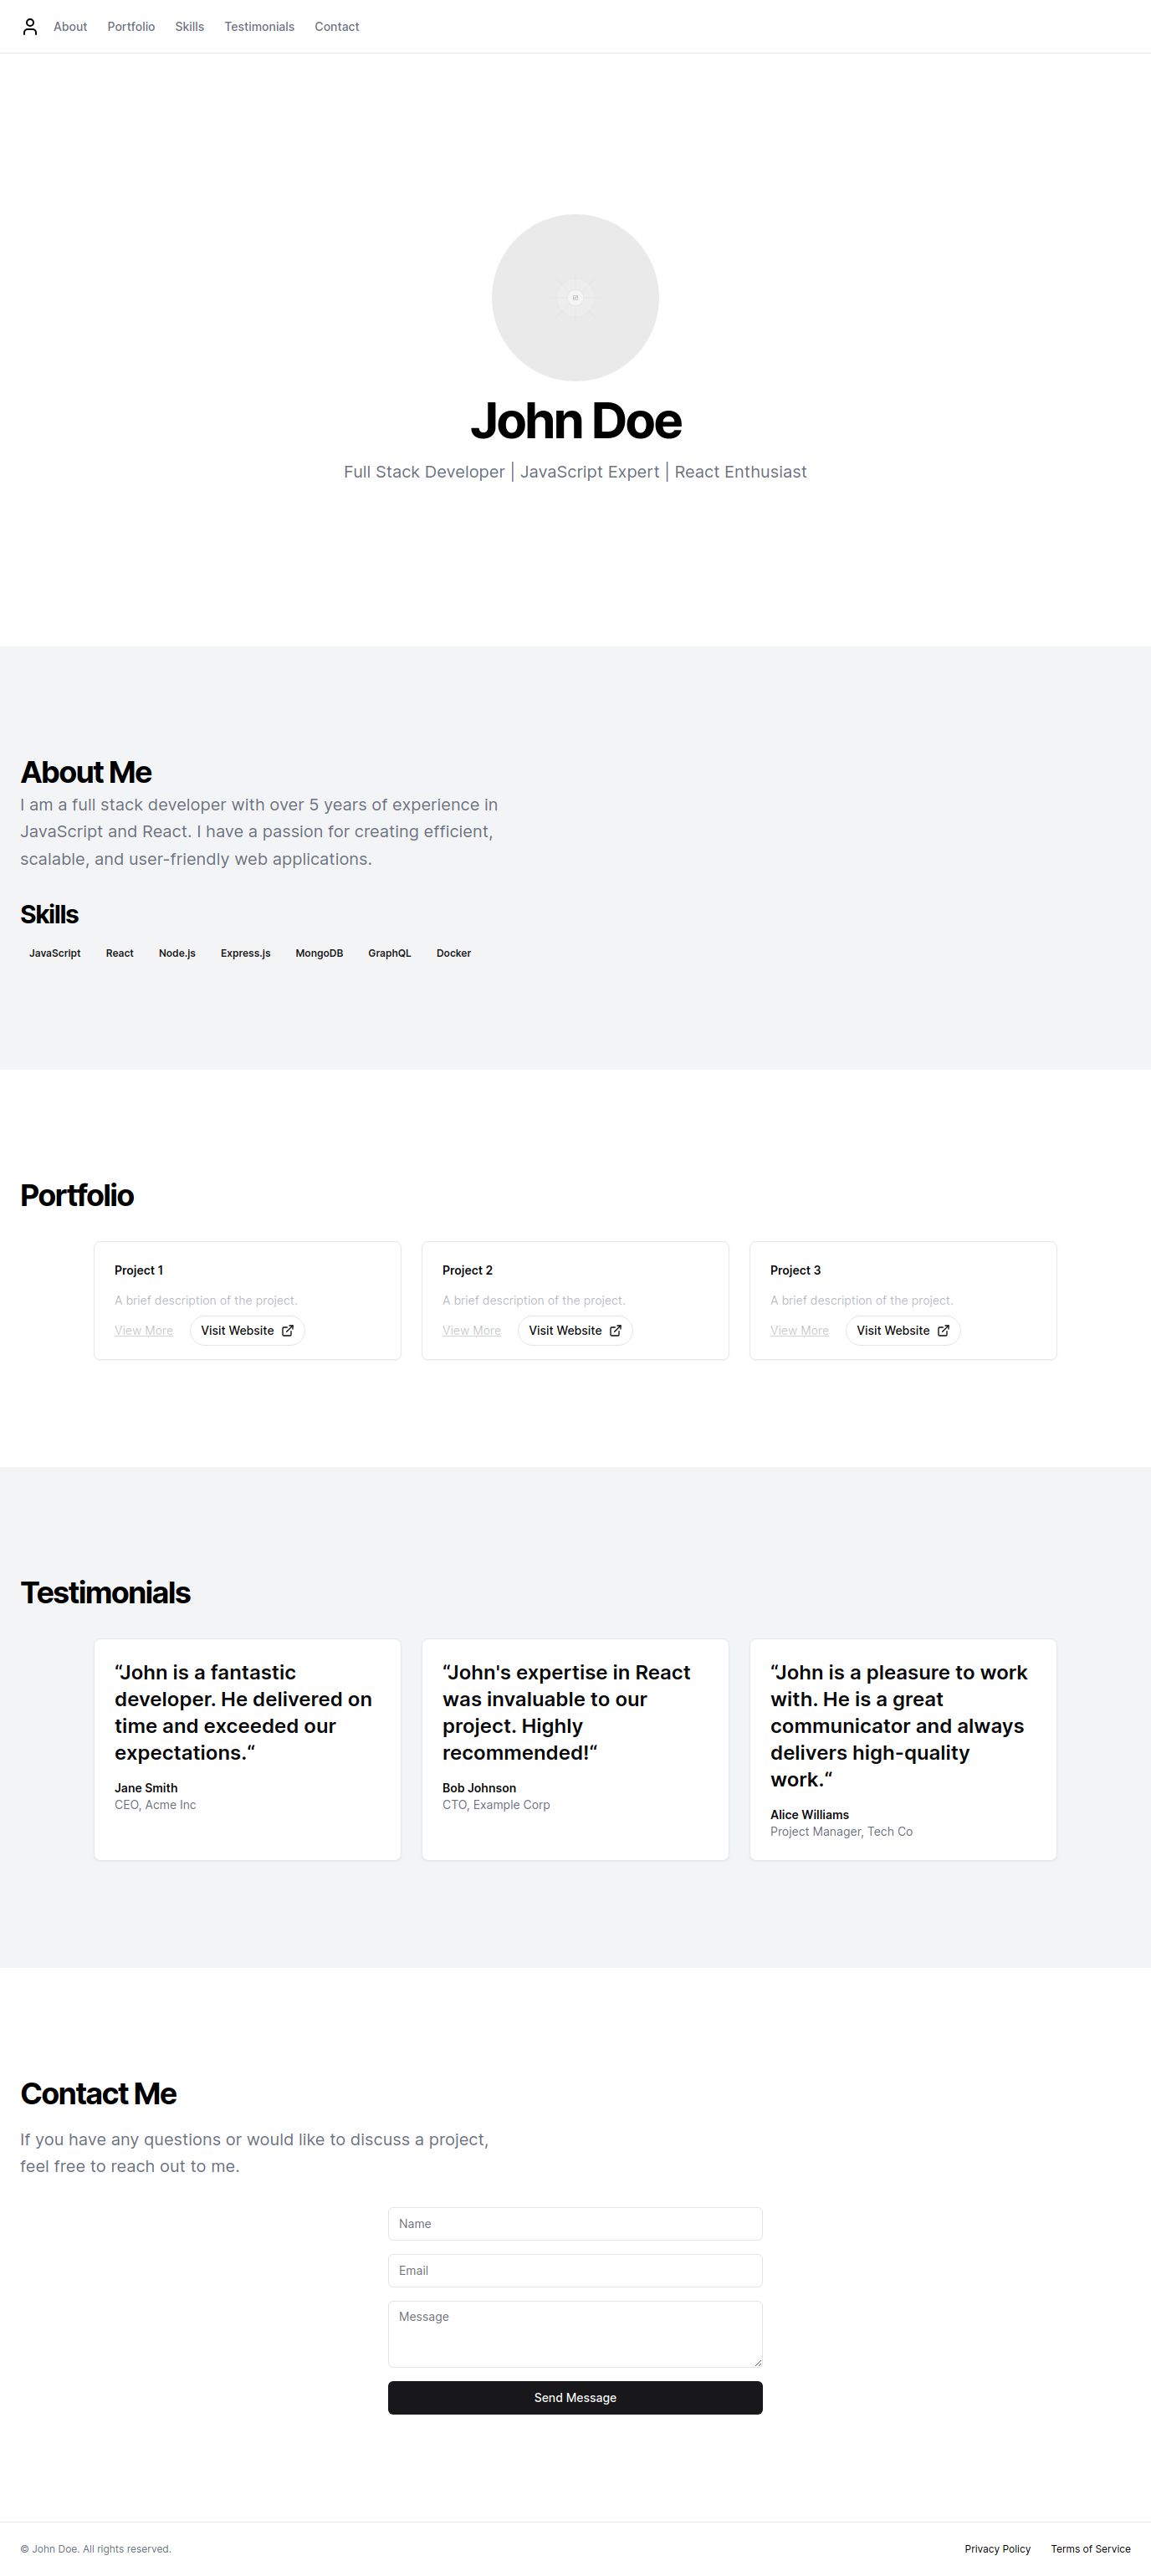 About Portfolio Skills Testimonials Contact
John Doe
Full Stack Developer | JavaScript Expert | React Enthusiast
About Me
I am a full stack developer with over 5 years of experience in
JavaScript and React. I have a passion for creating efficient,
scalable, and user-friendly web applications.
Skills
JavaScript React Node.js Express.js MongoDB GraphQL Docker
Portfolio
Project 1
A brief description of the project.
View More Visit Website
Project 2
A brief description of the project.
View More Visit Website
Project 3
A brief description of the project.
View More Visit Website
Testimonials
“John is a fantastic
developer. He delivered on
time and exceeded our
expectations.“
Jane Smith
CEO, Acme Inc
“John's expertise in React
was invaluable to our
project. Highly
recommended!“
Bob Johnson
CTO, Example Corp
“John is a pleasure to work
with. He is a great
communicator and always
delivers high-quality
work.“
Alice Williams
Project Manager, Tech Co
Contact Me
If you have any questions or would like to discuss a project,
feel free to reach out to me.
Name
Email
Message
Send Message
© John Doe. All rights reserved.
Privacy Policy Terms of Service